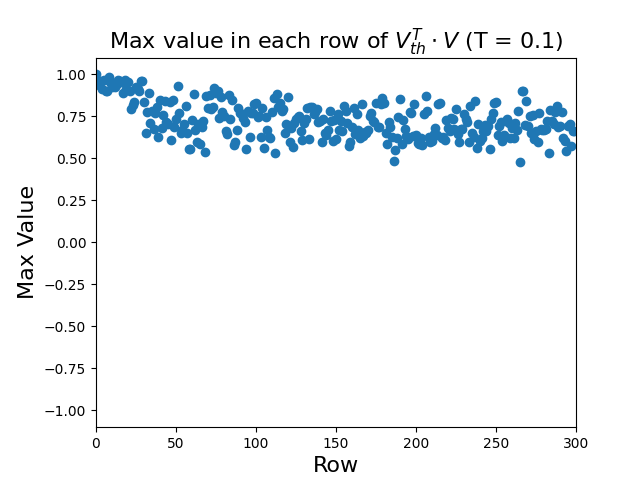 Max value in each row of $V_{th}^T \cdot V$ (T = 0.1)
Max Value
1.00
0.75
0.50
0.25
0.00
−0.25
−0.50
−0.75
−1.00
0 50 100 150 200 250 300
Row